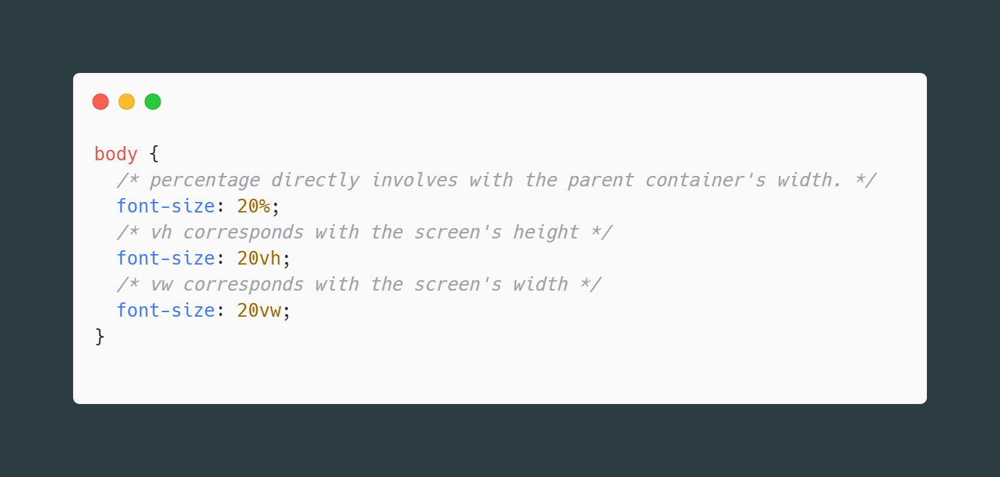 body {
  /* percentage directly involves with the parent container's width. */
  font-size: 20%;
  /* vh corresponds with the screen's height */
  font-size: 20vh;
  /* vw corresponds with the screen's width */
  font-size: 20vw;
}